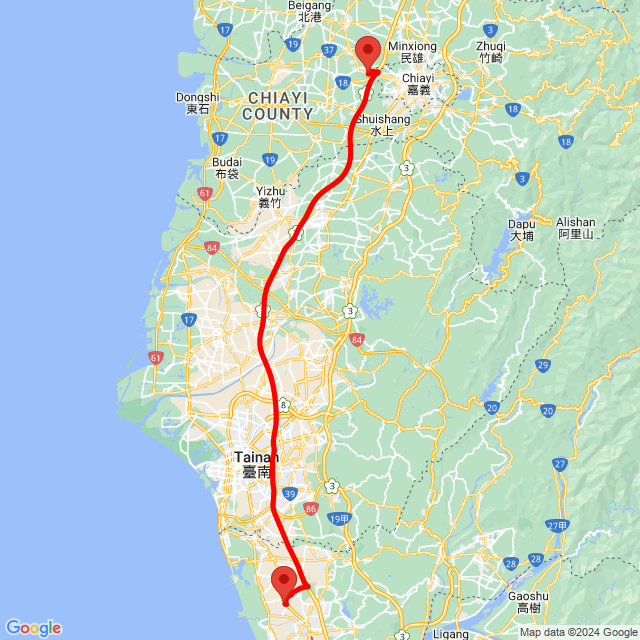 Beigang
北港
Minxiong
民雄
Zhuqi
竹崎
37
18
Chiayi
嘉義
18
Dongshi
東石
CHIAYI
COUNTY
Shuishang
水上
17
18
19
Budai
布袋
3
3
61
Yizhu
義竹
Dapu
大埔
Alishan
阿里山
84
17
3
84
61
29
20
8
Tainan
臺南
27
3
39
86
19甲
27甲
28
28
Gaoshu
高樹
Ligang
Google
Map data ©2024 Google